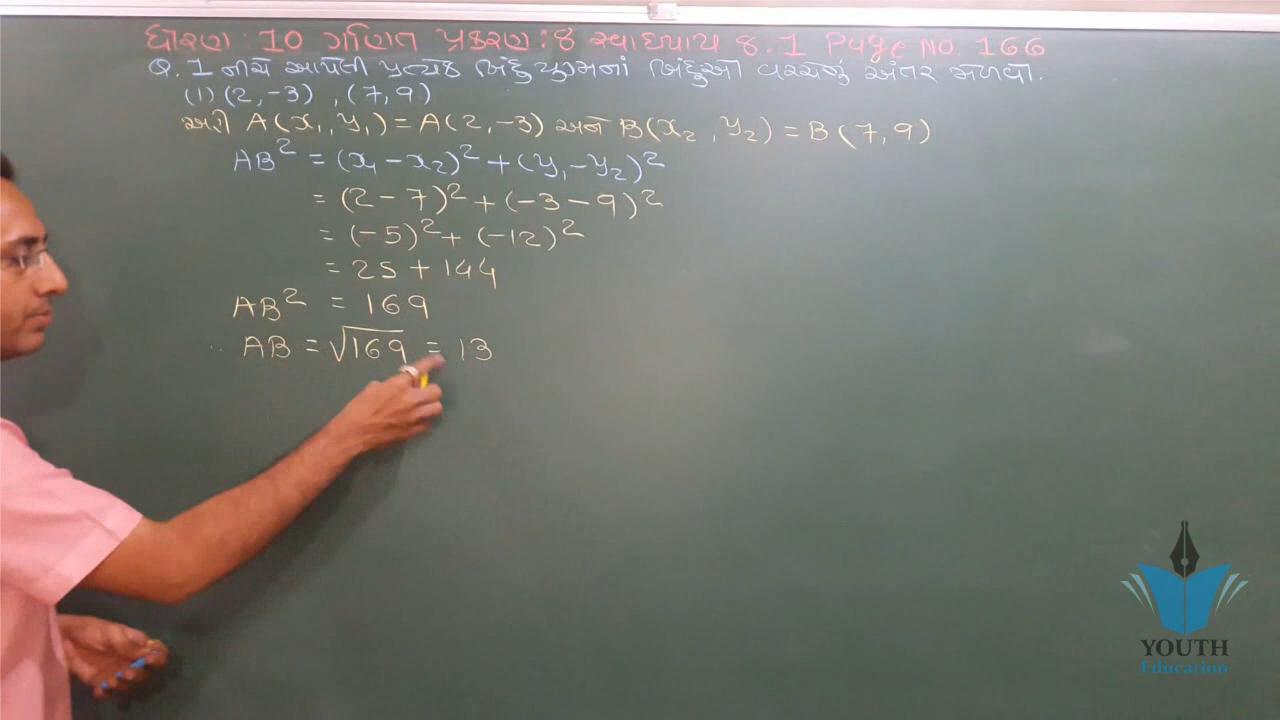 ધોરણ : 10 ગણિત પ્રકરણ : 8 સ્વાધ્યાય 8.1 Page NO. 166
Q.1 નીચે આપેલી પ્રત્યેક બિંદુયુગ્મનાં બિંદુઓ વચ્ચેનું અંતર મેળવો.
(1) (2,-3) , (7,9)
અહીં A(x₁,y₁) = A(2,-3) અને B(x₂,y₂) = B(7,9)
AB² = (x₁-x₂)² + (y₁-y₂)²
= (2-7)² + (-3-9)²
= (-5)² + (-12)²
= 25 + 144
AB² = 169
AB = √169 = 13
YOUTH
Education